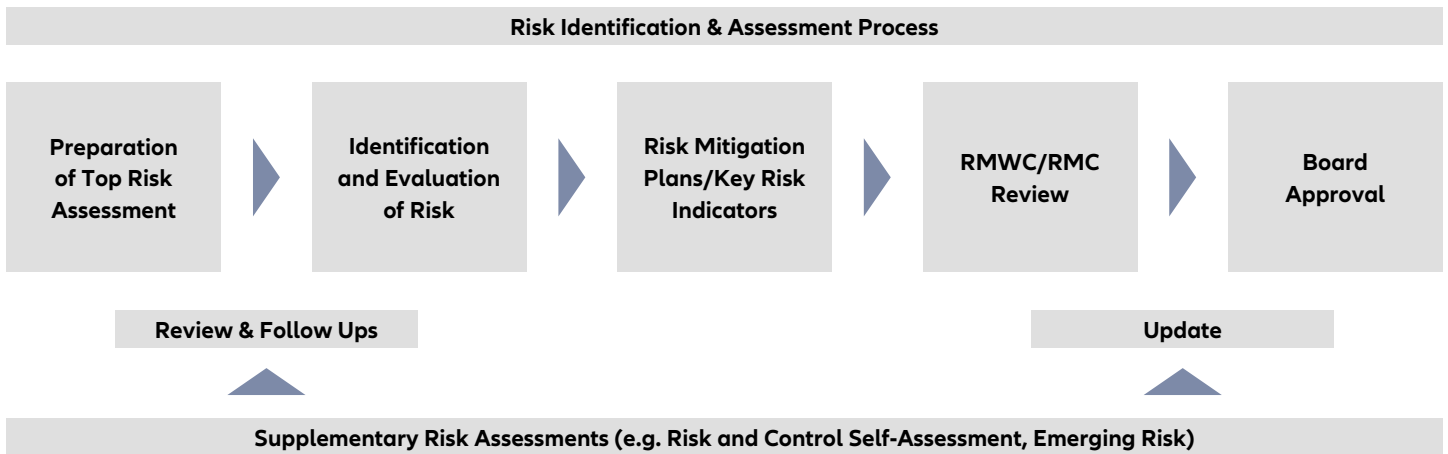 Risk Identification & Assessment Process
Preparation
of Top Risk
Assessment
Identification
and Evaluation
of Risk
Risk Mitigation
Plans/Key Risk
Indicators
RMWC/RMC
Review
Board
Approval
Review & Follow Ups
Update
Supplementary Risk Assessments (e.g. Risk and Control Self-Assessment, Emerging Risk)